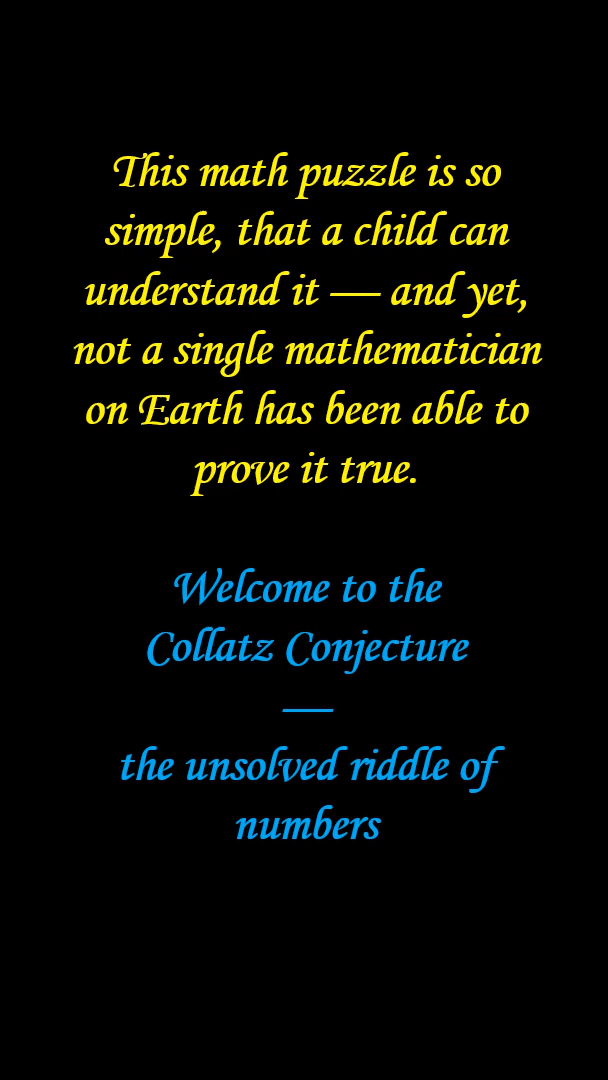 This math puzzle is so
simple, that a child can
understand it — and yet,
not a single mathematician
on Earth has been able to
prove it true.
Welcome to the
Collatz Conjecture
—
the unsolved riddle of
numbers